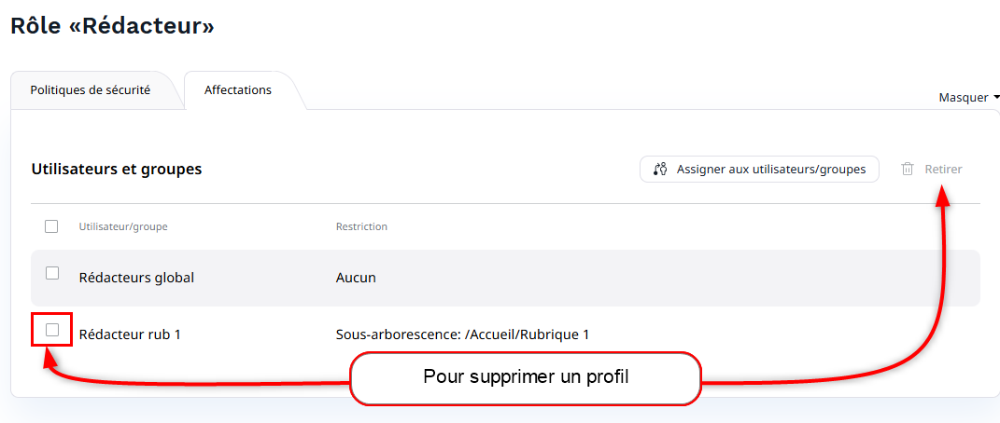 Rôle «Rédacteur»
Politiques de sécurité
Affectations
Masquer
Utilisateurs et groupes
Assigner aux utilisateurs/groupes
Retirer
Utilisateur/groupe
Restriction
Rédacteurs global
Aucun
Rédacteur rub 1
Sous-arborescence: /Accueil/Rubrique 1
Pour supprimer un profil